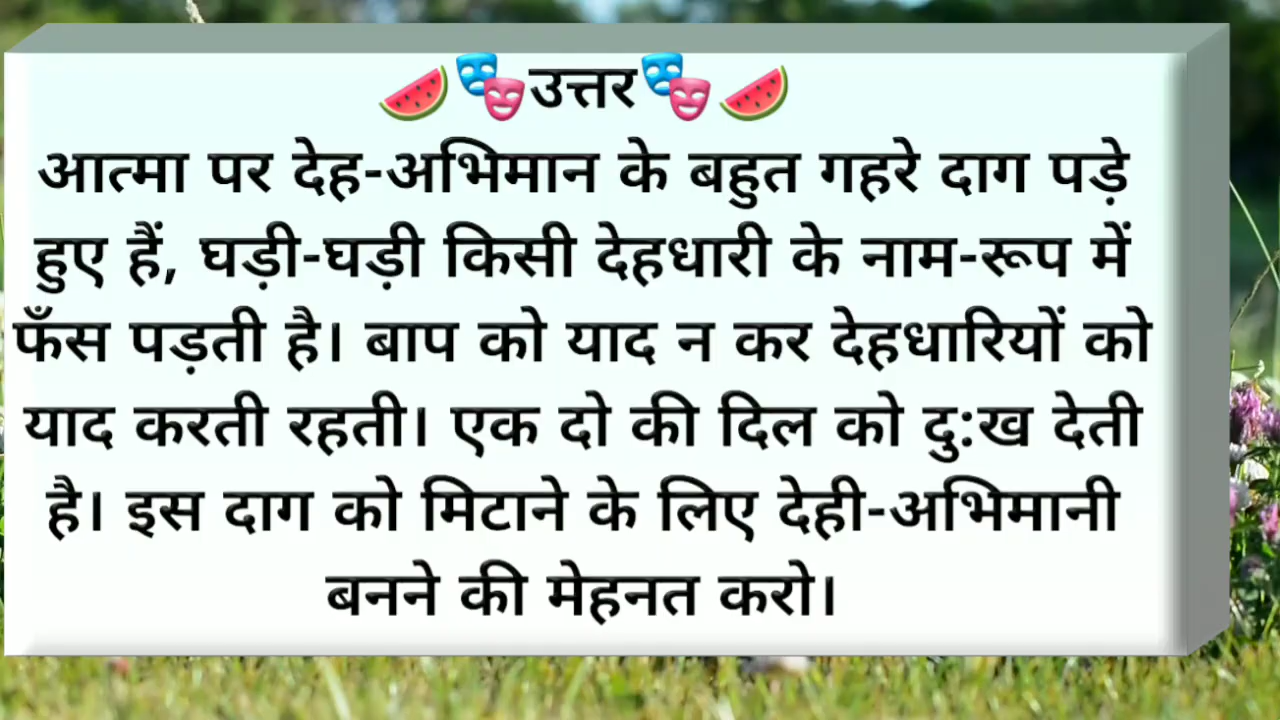 🍉🎭उत्तर🎭🍉
आत्मा पर देह-अभिमान के बहुत गहरे दाग पड़े
हुए हैं, घड़ी-घड़ी किसी देहधारी के नाम-रूप में
फँस पड़ती है। बाप को याद न कर देहधारियों को
याद करती रहती। एक दो की दिल को दु:ख देती
है। इस दाग को मिटाने के लिए देही-अभिमानी
बनने की मेहनत करो।